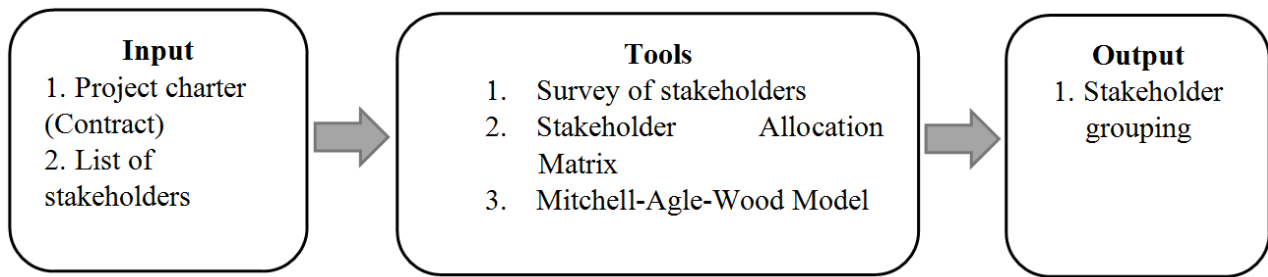 Input
1. Project charter
(Contract)
2. List of
stakeholders
Tools
1. Survey of stakeholders
2. Stakeholder Allocation
Matrix
3. Mitchell-Agle-Wood Model
Output
1. Stakeholder
grouping